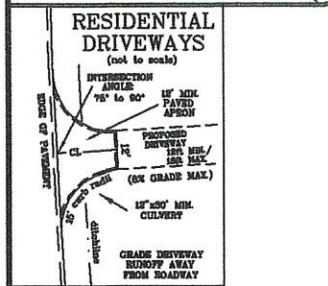 RESIDENTIAL
DRIVEWAYS
(not to scale)
INTERSECTION
ANGLE:
75° to 90°
12' MIN.
PAVED
APRON
EDGE OF PAVEMENT
CL
12'
PROPOSED
DRIVEWAY
12ft MIN./
18ft MAX.
(8% GRADE MAX.)
15' curb radii
12"x30' MIN.
CULVERT
ditchline
GRADE DRIVEWAY
RUNOFF AWAY
FROM ROADWAY